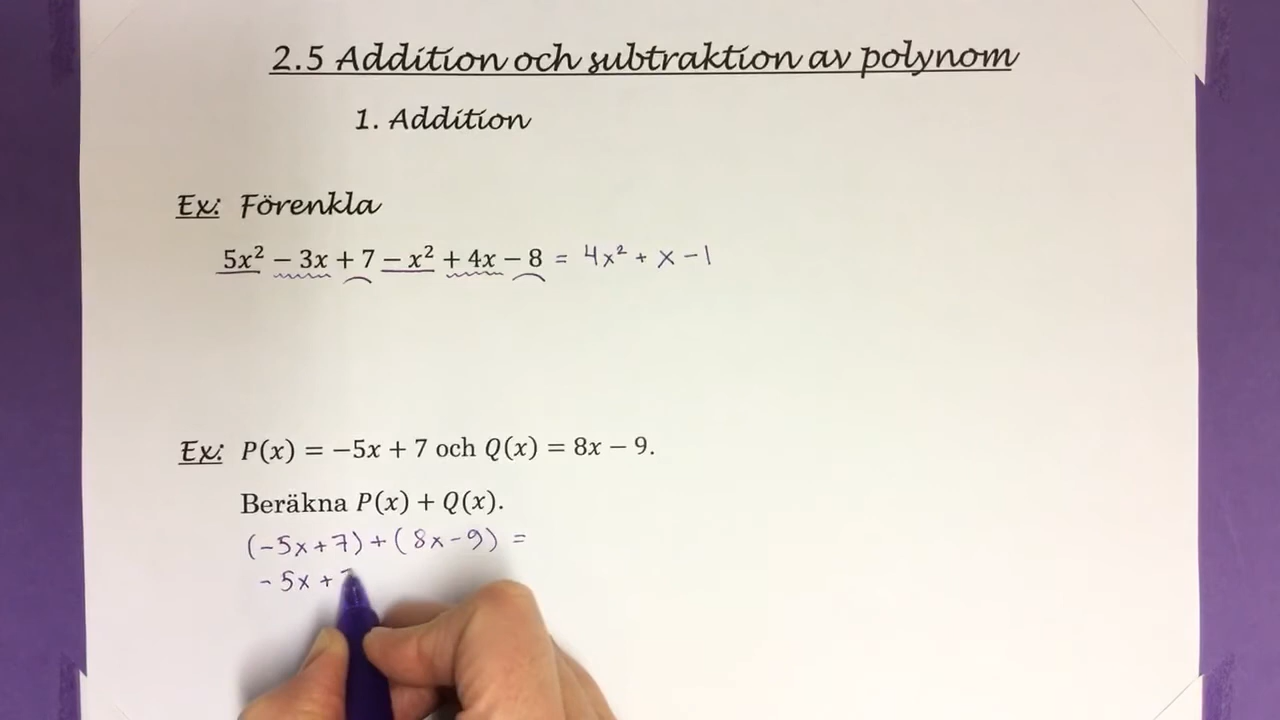 2.5 Addition och subtraktion av polynom
1. Addition
Ex: Förenkla
5x² − 3x + 7 − x² + 4x − 8 = 4x² + x − 1
Ex: P(x) = −5x + 7 och Q(x) = 8x − 9.
Beräkna P(x) + Q(x).
(−5x+7)+(8x−9) =
−5x +